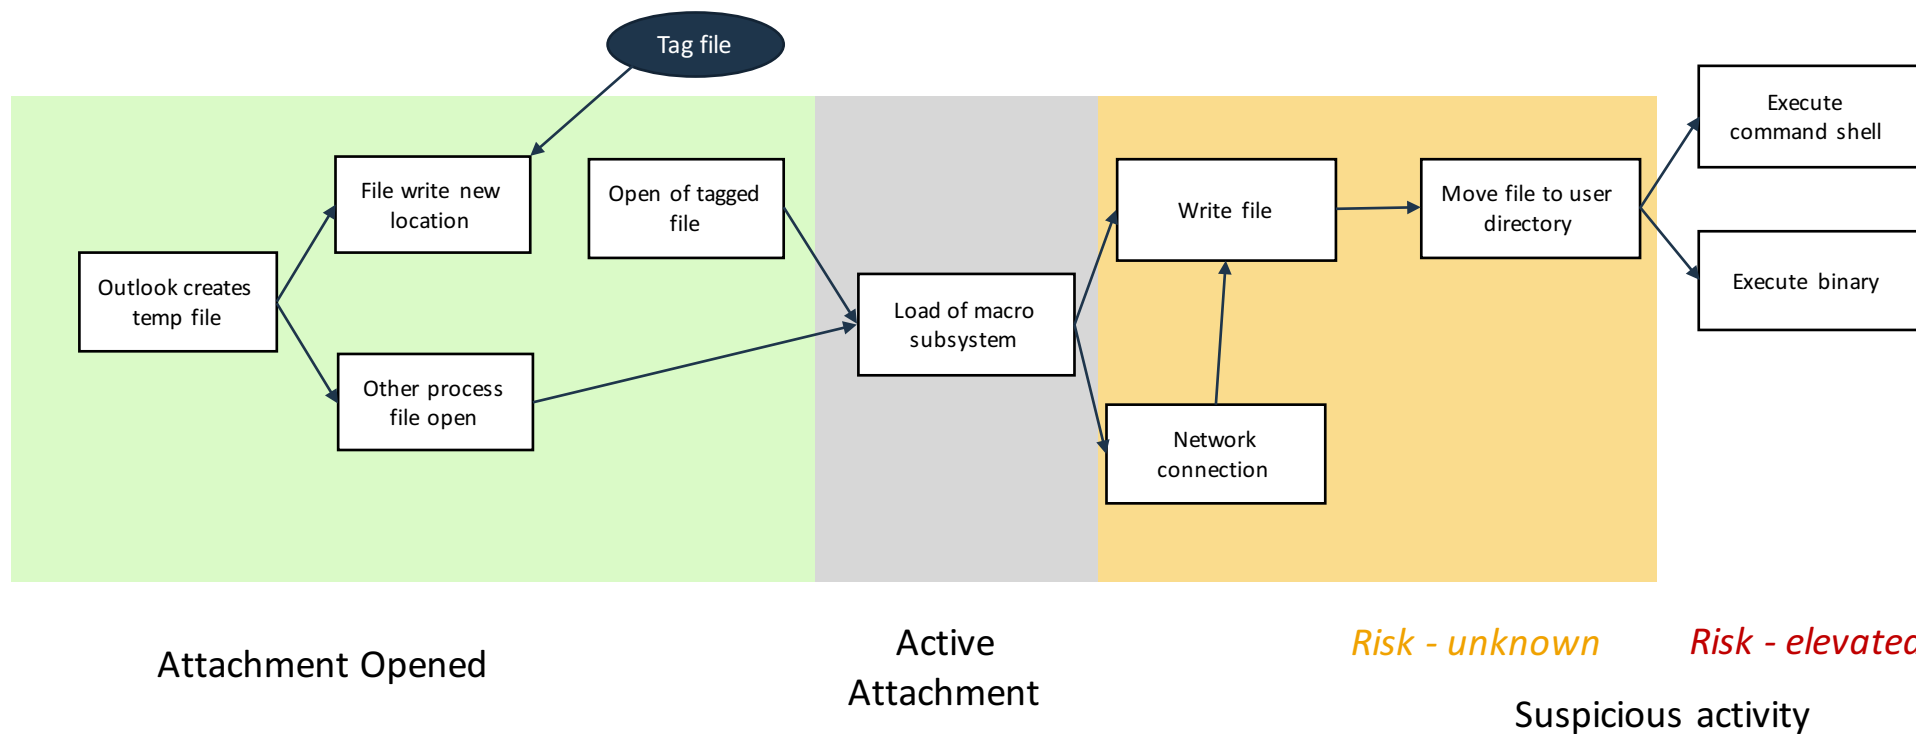 Tag file
Execute
command shell
File write new
location
Open of tagged
file
Write file
Move file to user
directory
Outlook creates
temp file
Load of macro
subsystem
Execute binary
Other process
file open
Network
connection
Attachment Opened
Active
Attachment
Risk - unknown
Risk - elevated
Suspicious activity